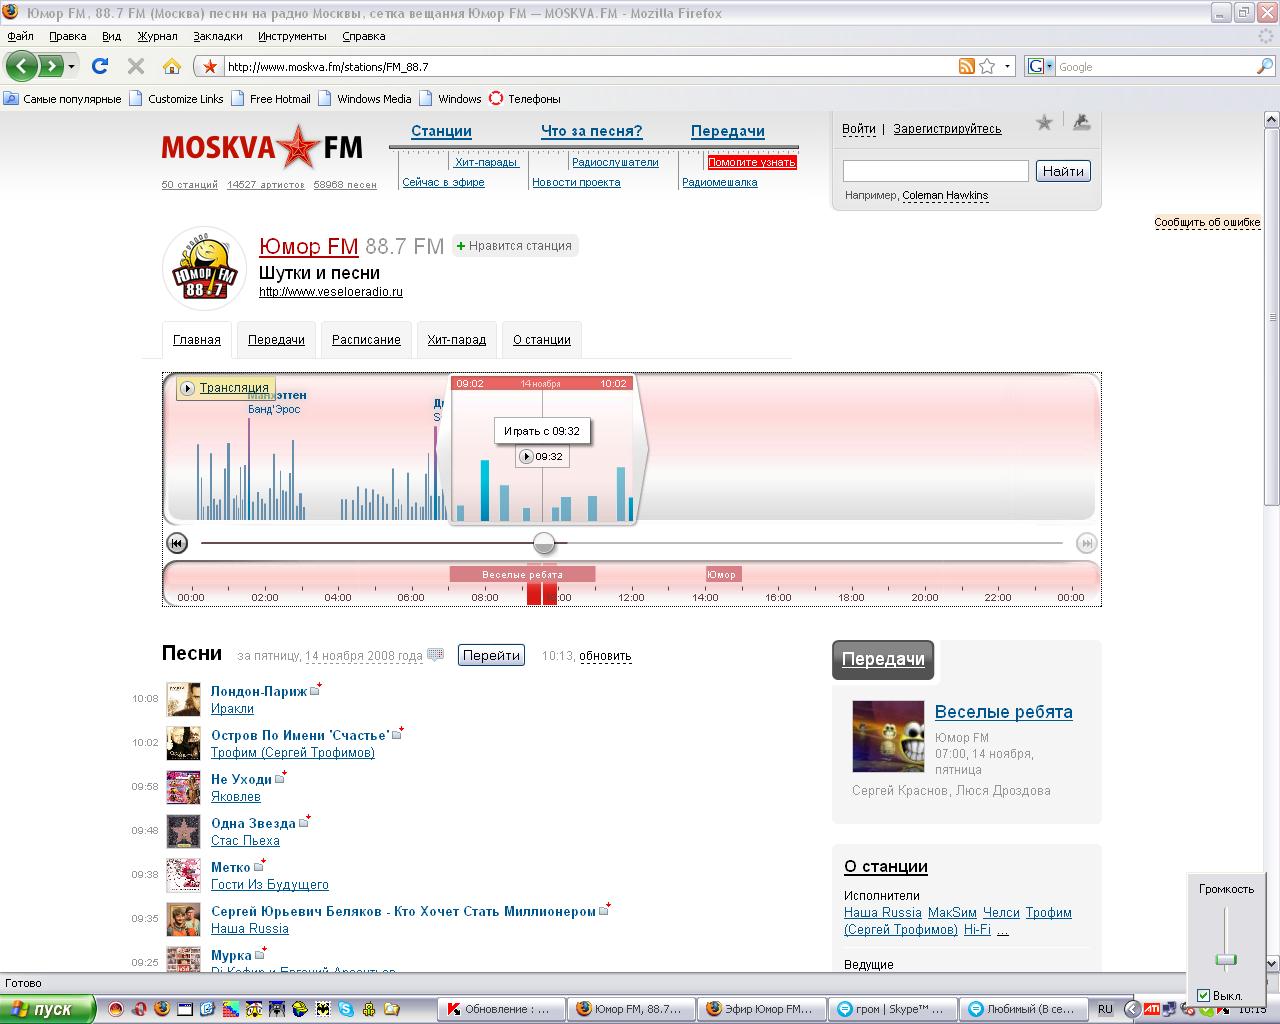 Юмор FM, 88.7 FM (Москва) песни на радио Москвы, сетка вещания Юмор FM — MOSKVA.FM - Mozilla Firefox
Файл Правка Вид Журнал Закладки Инструменты Справка
http://www.moskva.fm/stations/FM_88.7
Google
Самые популярные Customize Links Free Hotmail Windows Media Windows Телефоны
MOSKVA FM
50 станций 14527 артистов 58968 песен
Станции Что за песня? Передачи
Хит-парады Радиослушатели Помогите узнать
Сейчас в эфире Новости проекта Радиомешалка
Войти | Зарегистрируйтесь
Найти
Например, Coleman Hawkins
Сообщить об ошибке
Юмор FM 88.7
Юмор FM 88.7 FM
Нравится станция
Шутки и песни
http://www.veseloeradio.ru
Главная Передачи Расписание Хит-парад О станции
Трансляция
Манхэттен
Банд'Эрос
09:02 14 ноября 10:02
Играть с 09:32
09:32
Веселые ребята Юмор
00:00 02:00 04:00 06:00 08:00 10:00 12:00 14:00 16:00 18:00 20:00 22:00 00:00
Песни за пятницу, 14 ноября 2008 года Перейти 10:13, обновить
10:08 Лондон-Париж
Иракли
10:02 Остров По Имени 'Счастье'
Трофим (Сергей Трофимов)
09:58 Не Уходи
Яковлев
09:48 Одна Звезда
Стас Пьеха
09:38 Метко
Гости Из Будущего
09:35 Сергей Юрьевич Беляков - Кто Хочет Стать Миллионером
Наша Russia
09:25 Мурка
Dj Кефир и Евгений Арсентьев
Передачи
Веселые ребята
Юмор FM
07:00, 14 ноября,
пятница
Сергей Краснов, Люся Дроздова
О станции
Исполнители
Наша Russia МакSим Челси Трофим
(Сергей Трофимов) Hi-Fi ...
Ведущие
Громкость
Выкл.
Готово
пуск
Обновление : ...
Юмор FM, 88.7...
Эфир Юмор FM...
гром | Skype™ ...
Любимый (В се...
RU
10:15